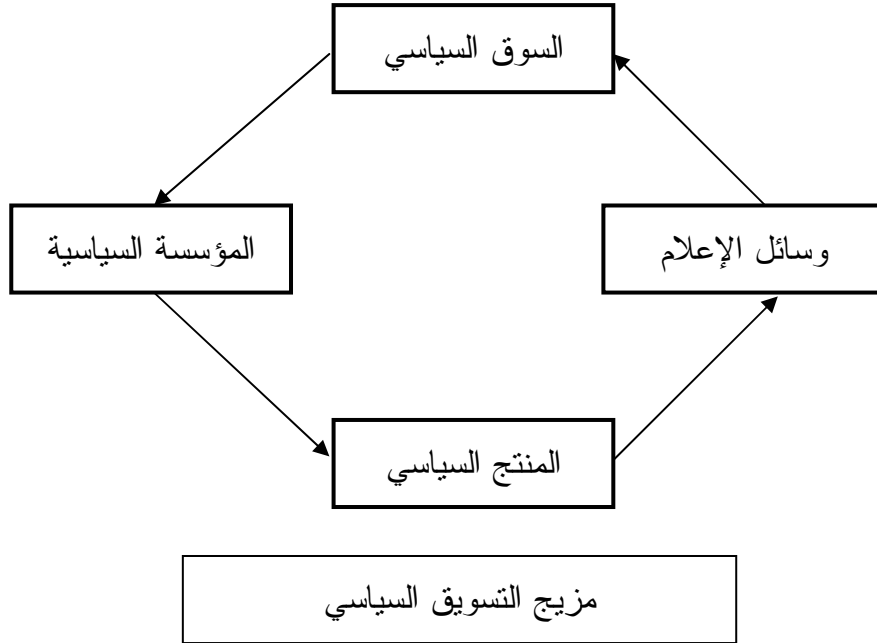 السوق السياسي
المؤسسة السياسية
وسائل الإعلام
المنتج السياسي
مزيج التسويق السياسي